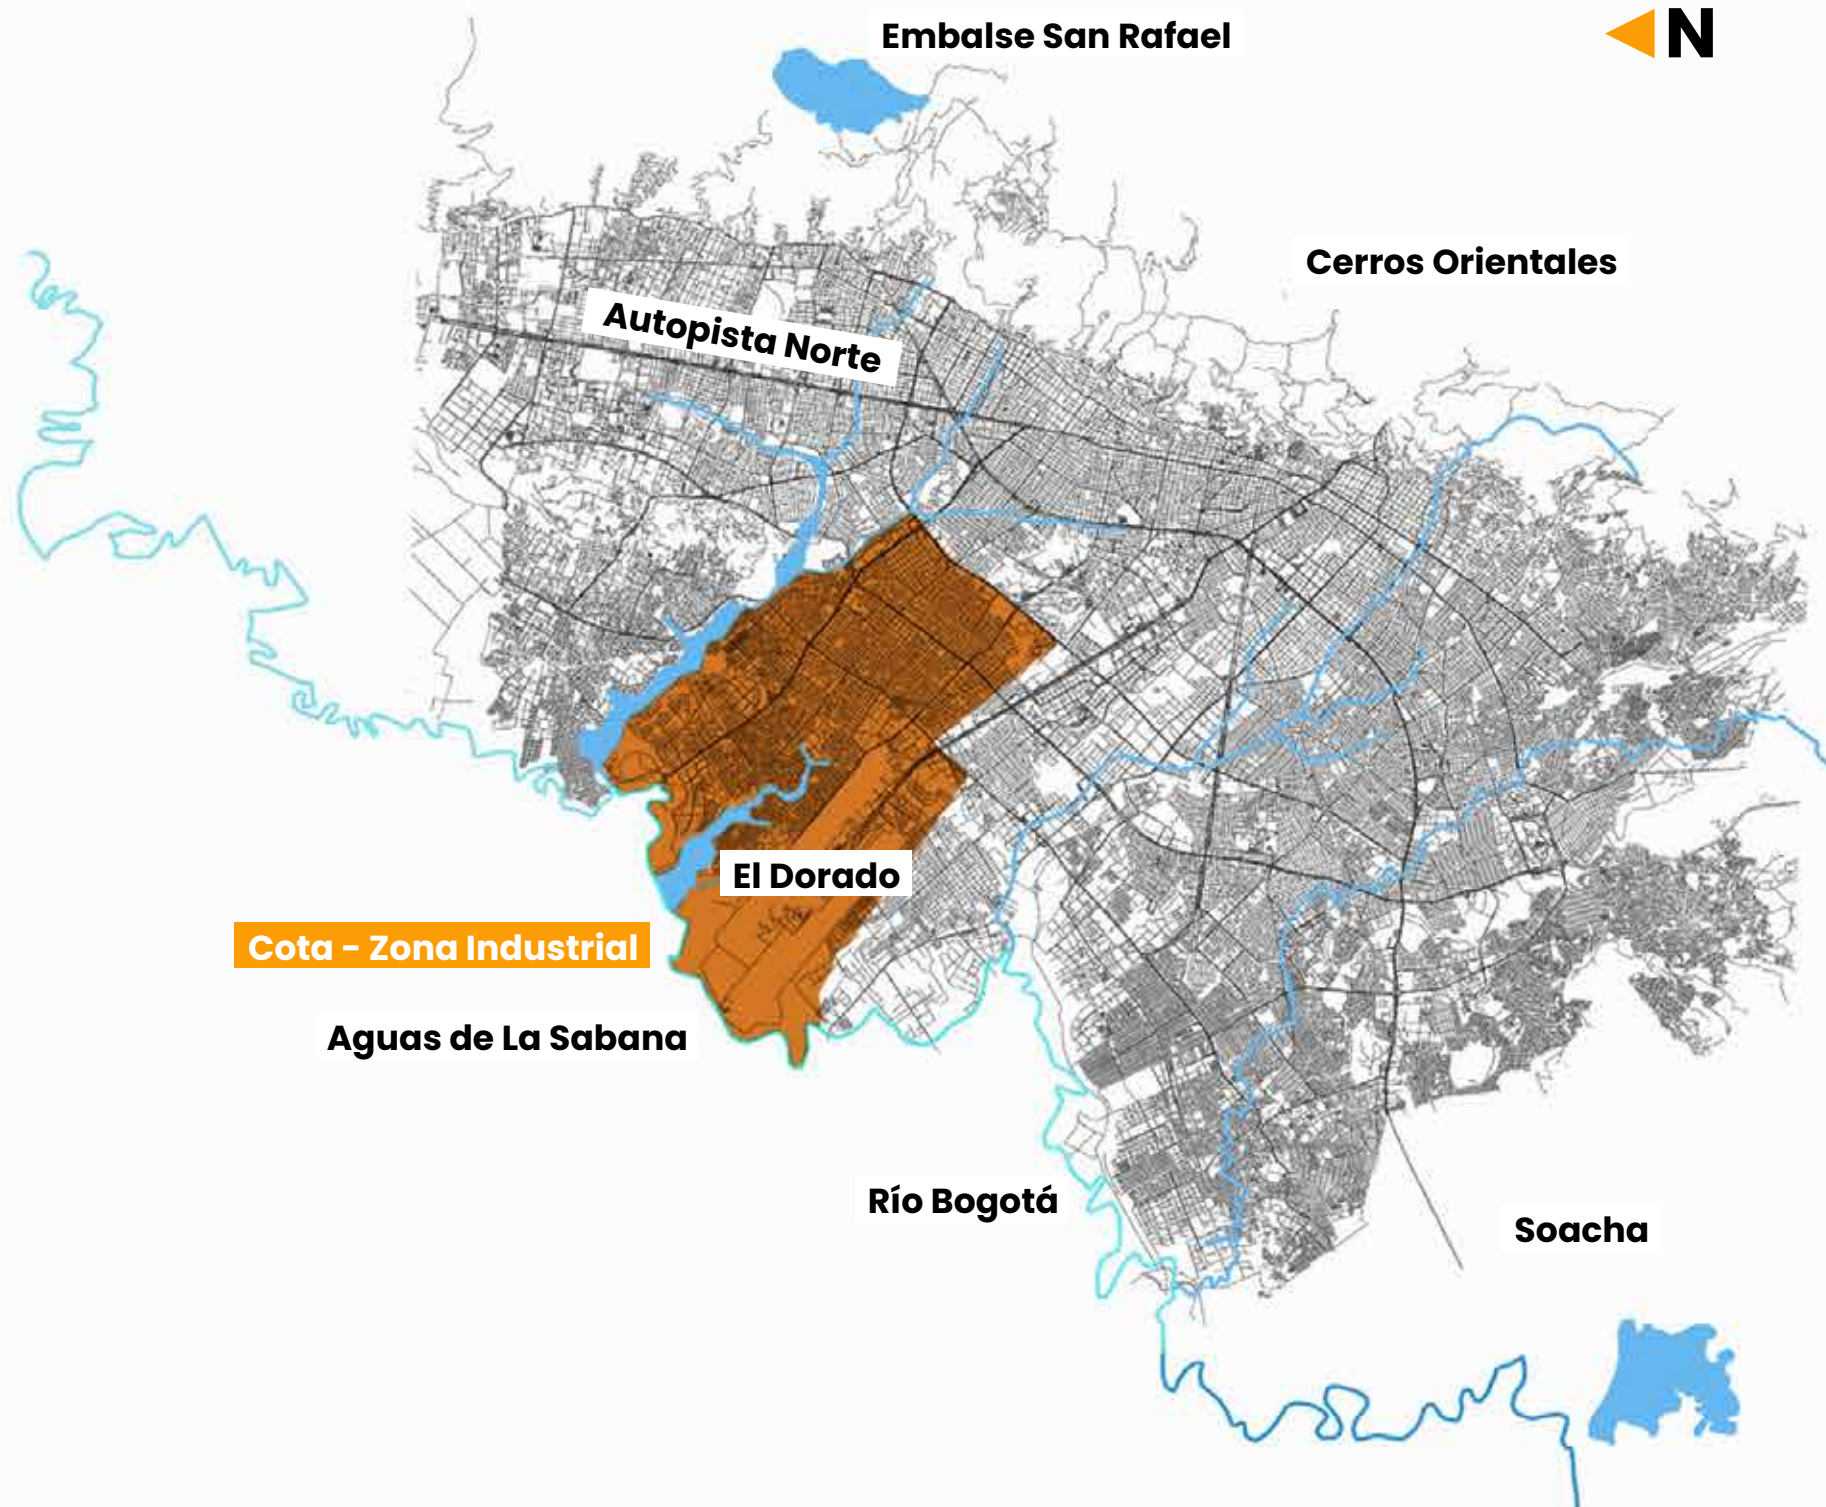 Embalse San Rafael
N
Cerros Orientales
Autopista Norte
El Dorado
Cota - Zona Industrial
Aguas de La Sabana
Río Bogotá
Soacha